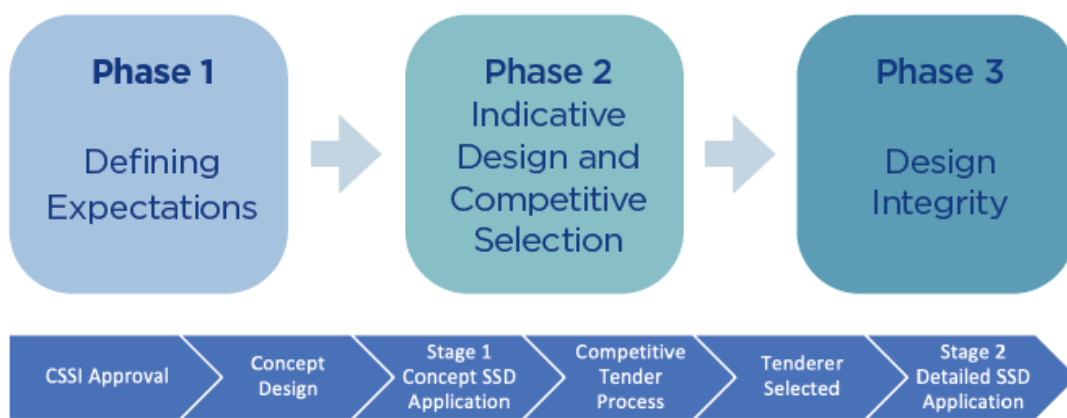 Phase 1
Defining
Expectations
Phase 2
Indicative
Design and
Competitive
Selection
Phase 3
Design
Integrity
CSSI Approval
Concept
Design
Stage 1
Concept SSD
Application
Competitive
Tender
Process
Tenderer
Selected
Stage 2
Detailed SSD
Application